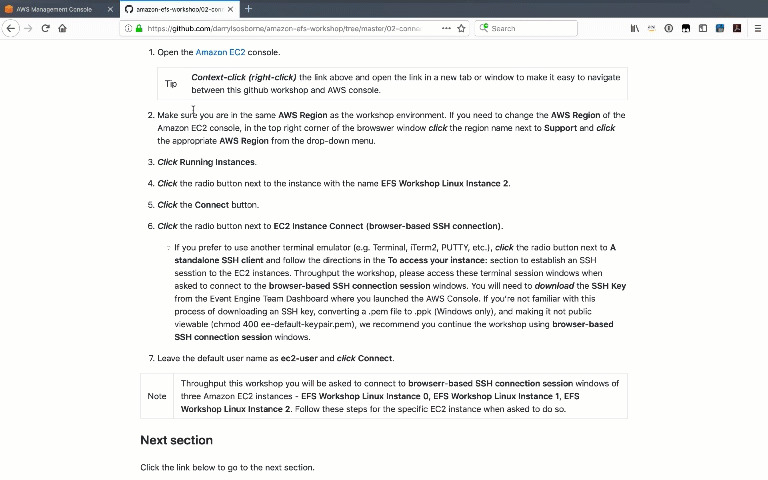 AWS Management Console
amazon-efs-workshop/02-con
https://github.com/darrylsosborne/amazon-efs-workshop/tree/master/02-conne
Search
1. Open the Amazon EC2 console.
Tip
Context-click (right-click) the link above and open the link in a new tab or window to make it easy to navigate
between this github workshop and AWS console.
2. Make sure you are in the same AWS Region as the workshop environment. If you need to change the AWS Region of the
Amazon EC2 console, in the top right corner of the browswer window click the region name next to Support and click
the appropriate AWS Region from the drop-down menu.
3. Click Running Instances.
4. Click the radio button next to the instance with the name EFS Workshop Linux Instance 2.
5. Click the Connect button.
6. Click the radio button next to EC2 Instance Connect (browser-based SSH connection).
If you prefer to use another terminal emulator (e.g. Terminal, iTerm2, PUTTY, etc.), click the radio button next to A
standalone SSH client and follow the directions in the To access your instance: section to establish an SSH
sesstion to the EC2 instances. Throughput the workshop, please access these terminal session windows when
asked to connect to the browser-based SSH connection session windows. You will need to download the SSH Key
from the Event Engine Team Dashboard where you launched the AWS Console. If you're not familiar with this
process of downloading an SSH key, converting a .pem file to .ppk (Windows only), and making it not public
viewable (chmod 400 ee-default-keypair.pem), we recommend you continue the workshop using browser-based
SSH connection session windows.
7. Leave the default user name as ec2-user and click Connect.
Note
Throughput this workshop you will be asked to connect to browserr-based SSH connection session windows of
three Amazon EC2 instances - EFS Workshop Linux Instance 0, EFS Workshop Linux Instance 1, EFS
Workshop Linux Instance 2. Follow these steps for the specific EC2 instance when asked to do so.
Next section
Click the link below to go to the next section.